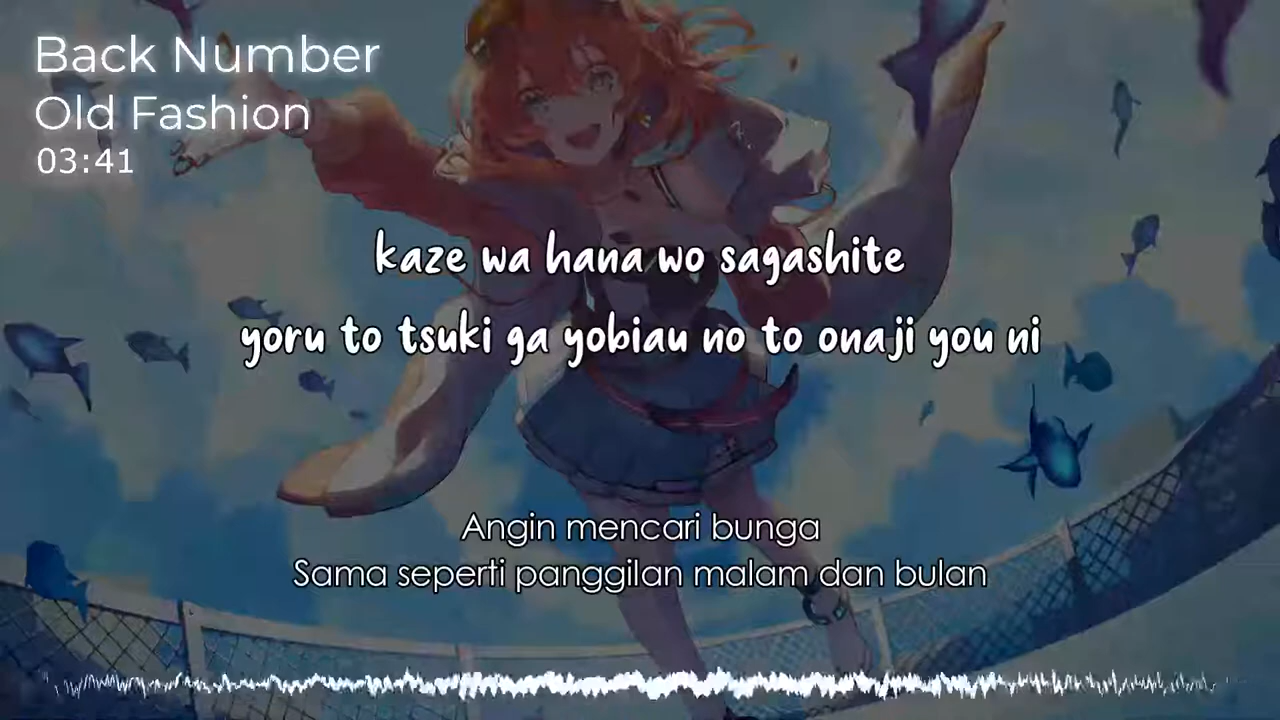 Back Number
Old Fashion
03:41
kaze wa hana wo sagashite
yoru to tsuki ga yobiau no to onaji you ni
Angin mencari bunga
Sama seperti panggilan malam dan bulan